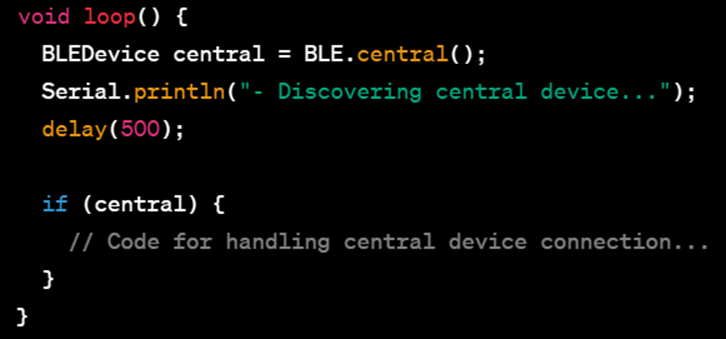 void loop() {
  BLEDevice central = BLE.central();
  Serial.println("- Discovering central device...");
  delay(500);

  if (central) {
    // Code for handling central device connection...
  }
}